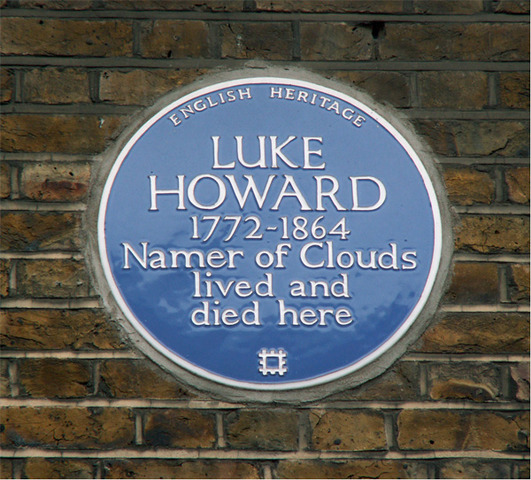 ENGLISH HERITAGE
LUKE
HOWARD
1772-1864
Namer of Clouds
lived and
died here